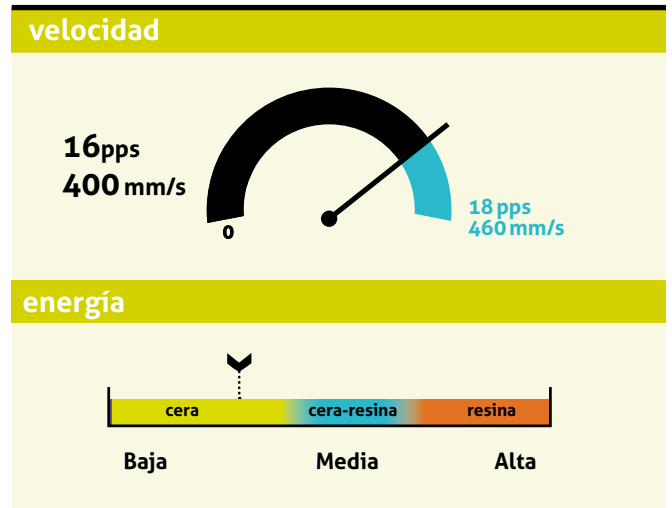 velocidad
16pps
400 mm/s
0
18 pps
460 mm/s
energía
cera cera-resina resina
Baja Media Alta